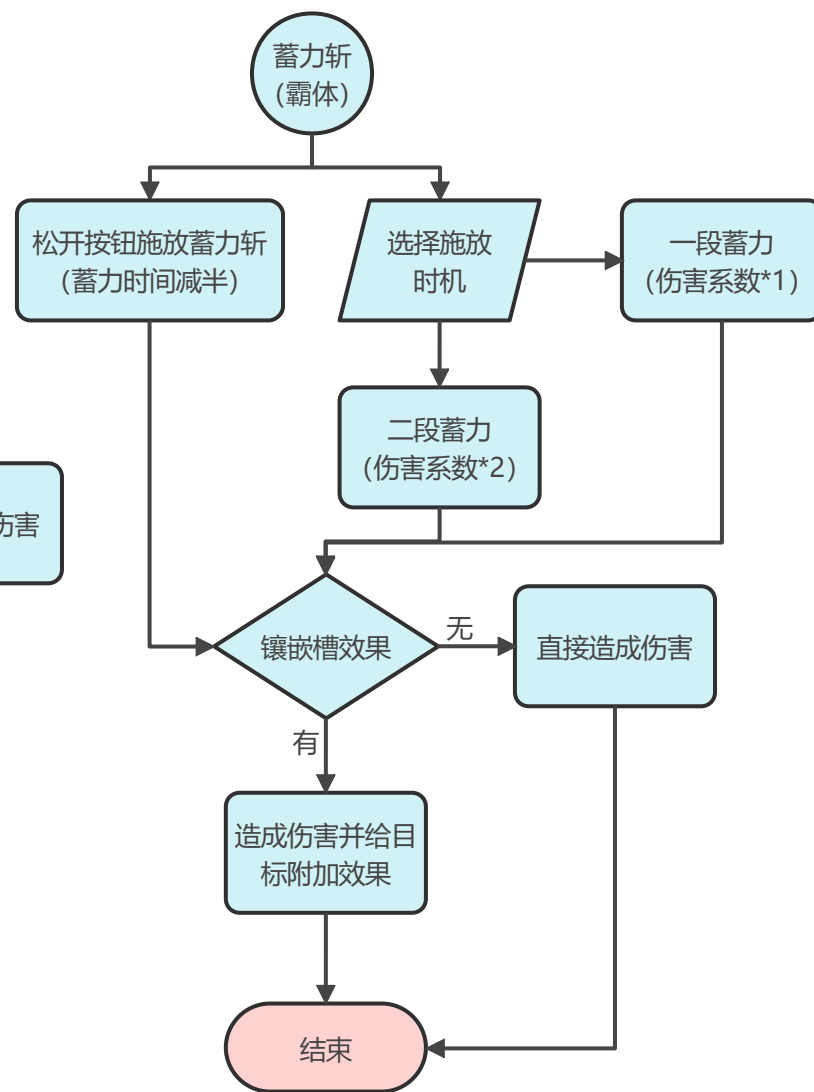 蓄力斩
（霸体）
松开按钮施放蓄力斩
（蓄力时间减半）
选择施放
时机
一段蓄力
（伤害系数*1）
二段蓄力
（伤害系数*2）
伤害
镶嵌槽效果
无
直接造成伤害
有
造成伤害并给目
标附加效果
结束